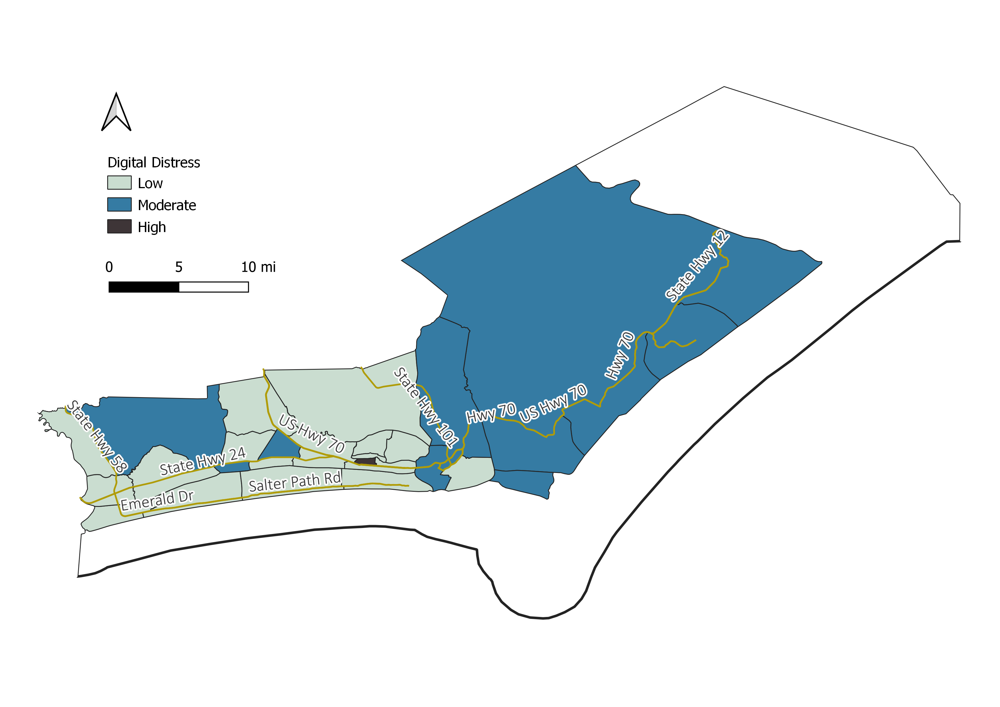 Digital Distress
Low
Moderate
High
0 5 10 mi
State Hwy 12
Hwy 70
US Hwy 70
Hwy 70
State Hwy 101
US Hwy 70
State Hwy 58
State Hwy 24
Salter Path Rd
Emerald Dr